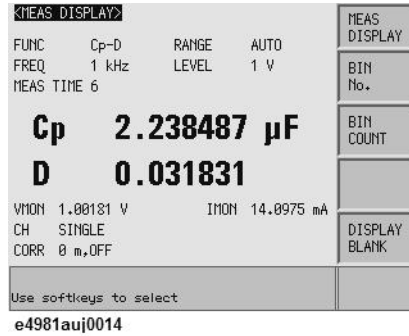 <MEAS DISPLAY>
FUNC Cp-D RANGE AUTO
FREQ 1 kHz LEVEL 1 V
MEAS TIME 6
Cp 2.238487 µF
D 0.031831
VMON 1.00181 V IMON 14.0975 mA
CH SINGLE
CORR 0 m,OFF
Use softkeys to select
MEAS
DISPLAY
BIN
No.
BIN
COUNT
DISPLAY
BLANK
e4981auj0014